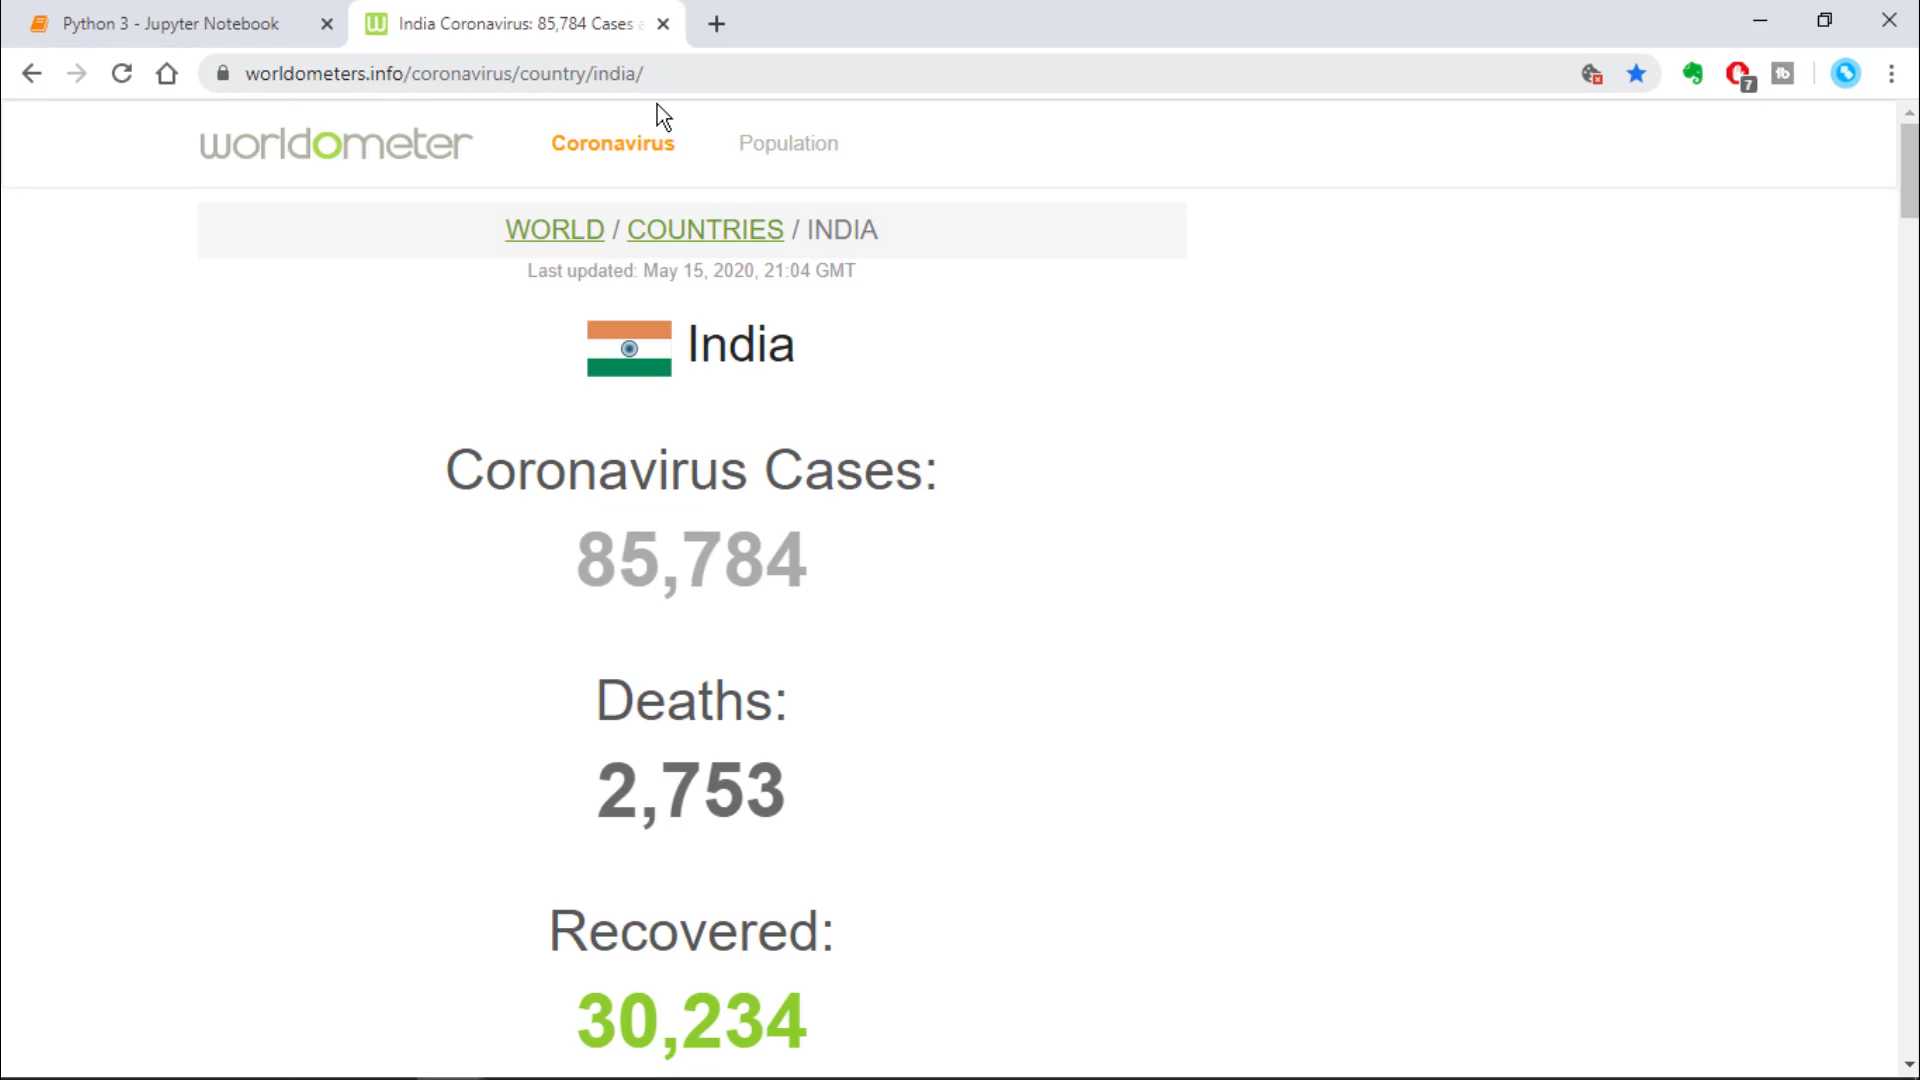 Python 3 - Jupyter Notebook
India Coronavirus: 85,784 Cases a
worldometers.info/coronavirus/country/india/
7
worldometer
Coronavirus
Population
WORLD / COUNTRIES / INDIA
Last updated: May 15, 2020, 21:04 GMT
India
Coronavirus Cases:
85,784
Deaths:
2,753
Recovered:
30,234